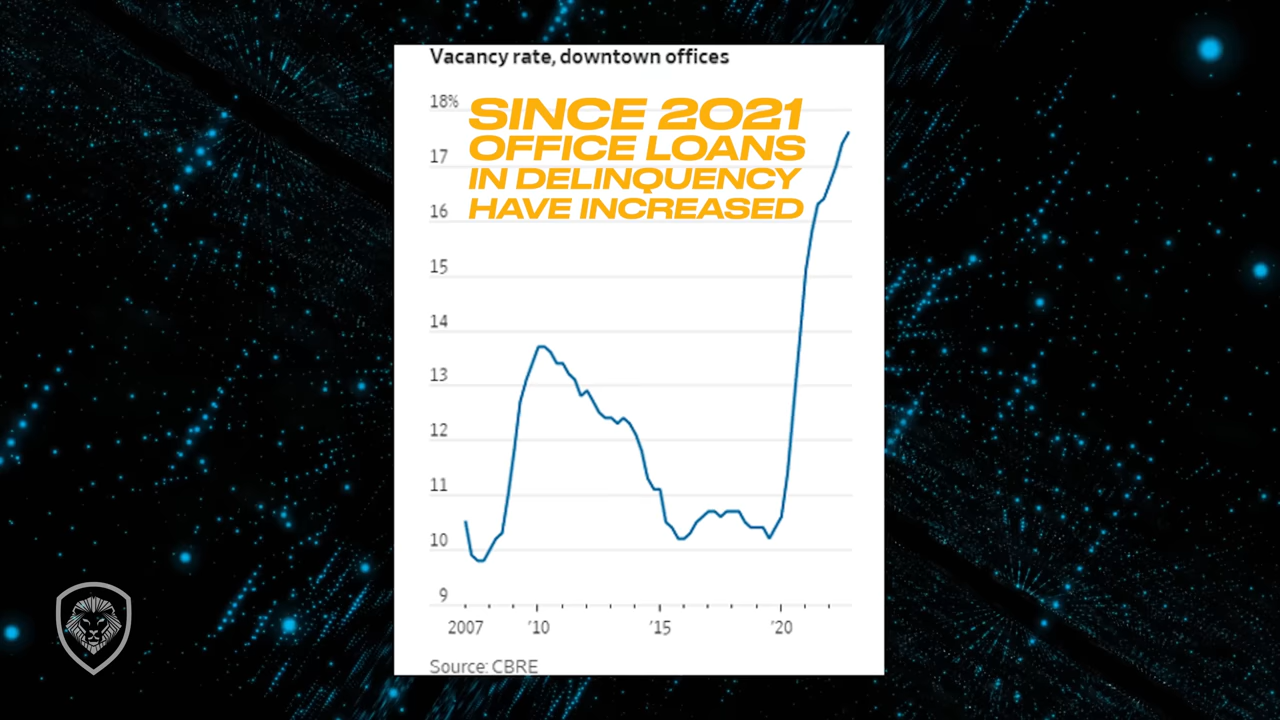 Vacancy rate, downtown offices
18%
SINCE 2021
OFFICE LOANS
17
IN DELINQUENCY
HAVE INCREASED
16
15
14
13
12
11
10
9
2007 '10 '15 '20
Source: CBRE